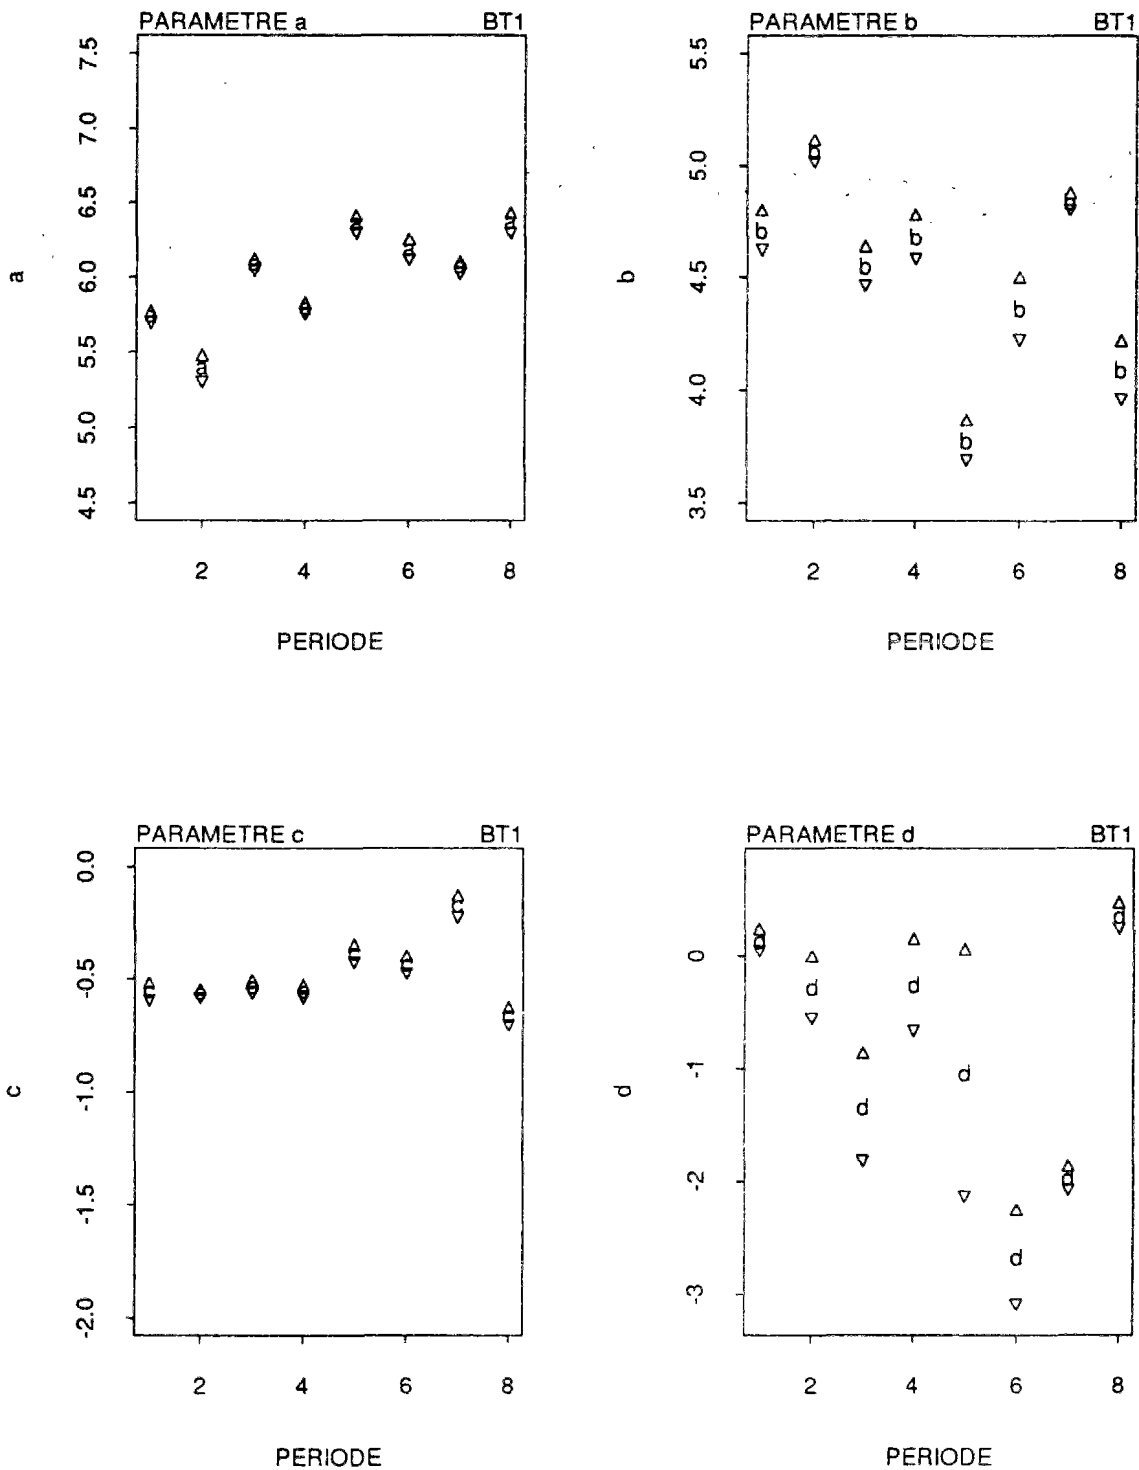 PARAMETRE a BT1
7.5
7.0
6.5
6.0
5.5
5.0
4.5
a
a a a a a a a a
2 4 6 8
PERIODE
PARAMETRE b BT1
5.5
5.0
4.5
4.0
3.5
b
b b b b b b b b
2 4 6 8
PERIODE
PARAMETRE c BT1
0.0
-0.5
-1.0
-1.5
-2.0
c
c c c c c c c c
2 4 6 8
PERIODE
PARAMETRE d BT1
0
-1
-2
-3
d
d d d d d d d d
2 4 6 8
PERIODE